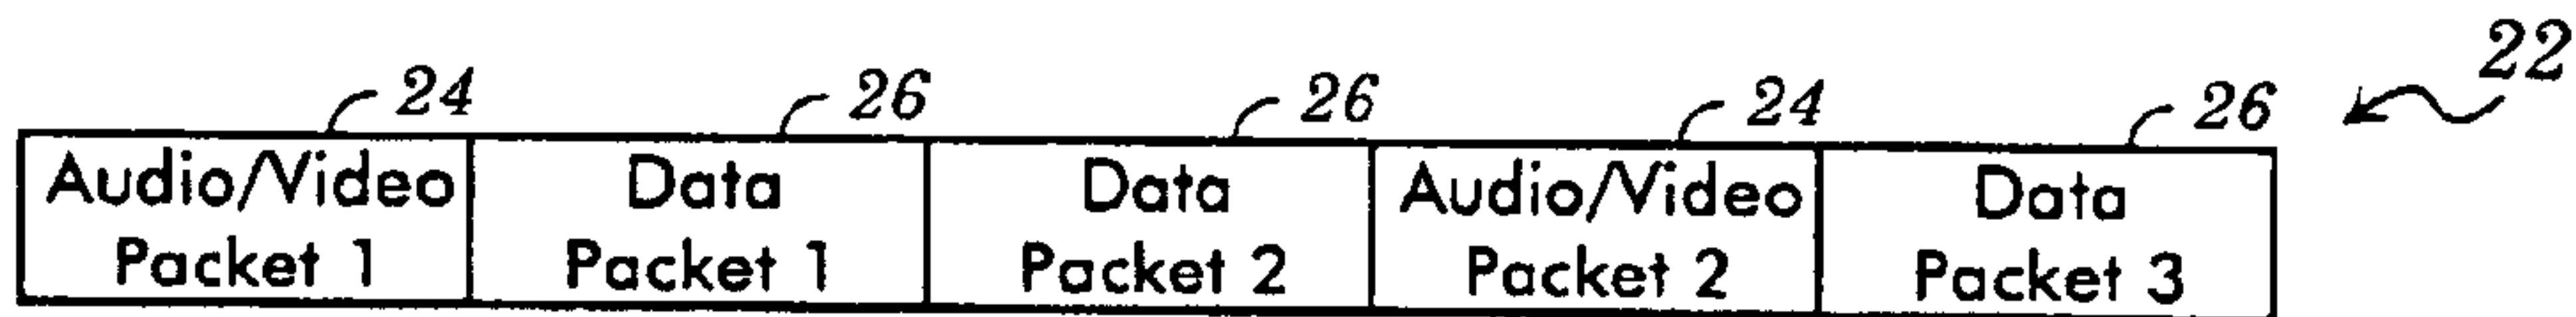 22
24 26 26 24 26
Audio/Video Data Data Audio/Video Data
Packet 1 Packet 1 Packet 2 Packet 2 Packet 3